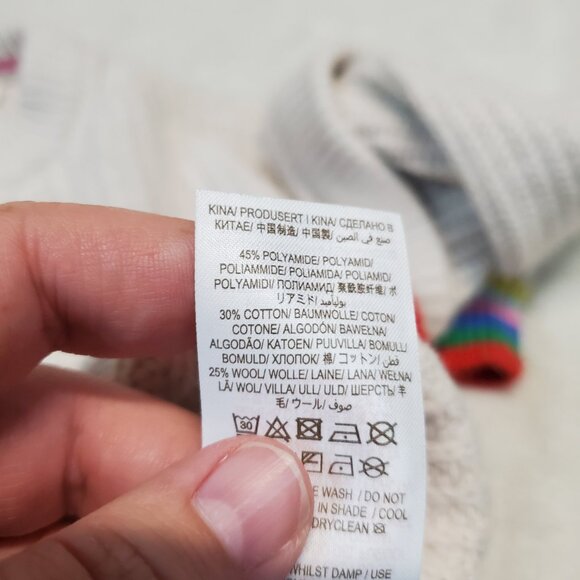 KINA/ PRODUSERT I KINA/ СДЕЛАНО В
КИТАЕ/ 中国制造/ 中国製/ صنع في الصين
45% POLYAMIDE/ POLYAMID/
POLIAMMIDE/ POLIAMIDA/ POLIAMID/
POLYAMIDI/ ПОЛИАМИД/ 聚酰胺纤维/ ポ
リアミド/ بوليأميد
30% COTTON/ BAUMWOLLE/ COTON/
COTONE/ ALGODÓN/ BAWEŁNA/
ALGODÃO/ KATOEN/ PUUVILLA/ BOMULL/
BOMULD/ ХЛОПОК/ 棉/ コットン/ قطن
25% WOOL/ WOLLE/ LAINE/ LANA/ WEŁNA/
LÃ/ WOL/ VILLA/ ULL/ ULD/ ШЕРСТЬ/ 羊
毛/ ウール/ صوف
30
E WASH / DO NOT
IN SHADE / COOL
DRYCLEAN
WHILST DAMP / USE